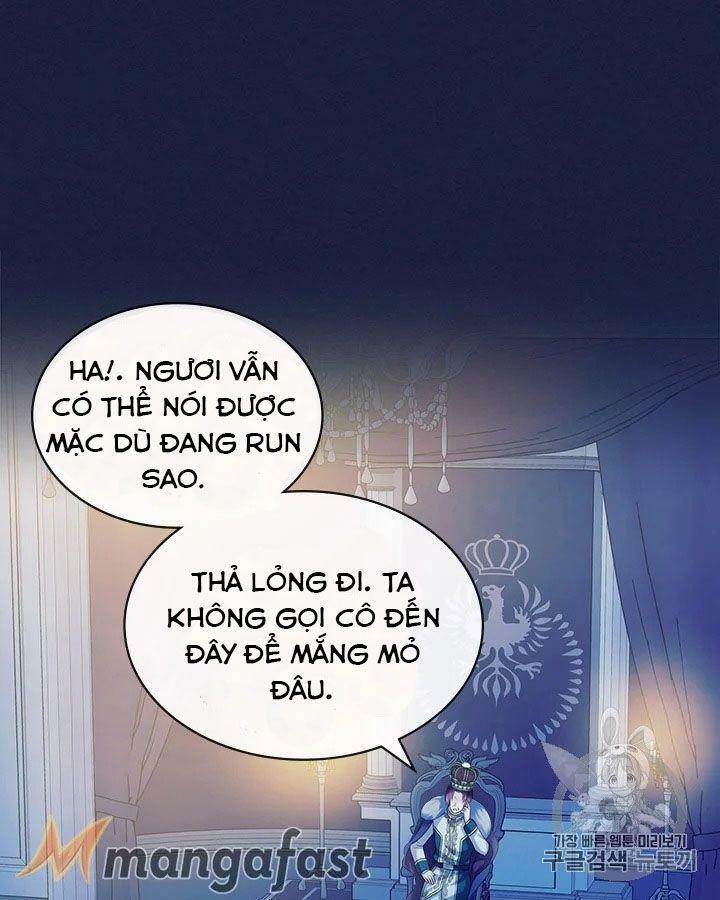 HA!. NGƯƠI VẪN
CÓ THỂ NÓI ĐƯỢC
MẶC DÙ ĐANG RUN
SAO.
THẢ LỎNG ĐI. TA
KHÔNG GỌI CÔ ĐẾN
ĐÂY ĐỂ MẮNG MỎ
ĐÂU.
가장 빠른 웹툰 미리보기
구글검색 뉴토끼
Mmangafast